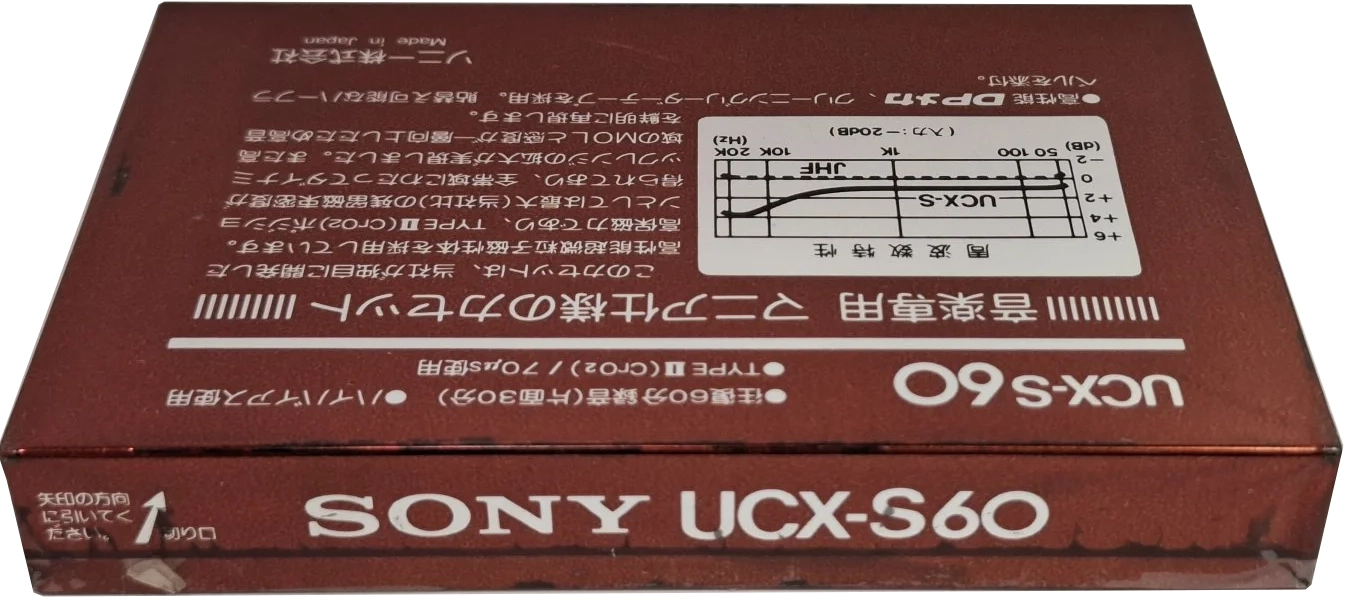 UCX-S60
●往復60分録音(片面30分) ●ハイバイアス使用
●TYPE Ⅱ(CrO2)/70μs使用
音楽専用 マニア仕様のカセット
周波数特性
+6
+4
+2
0
-2
(dB)
UCX-S
JHF
50 100 1K 10K 20K
(Hz)
(入力:-20dB)
このカセットは、当社が独自に開発した
高性能超微粒子磁性体を採用しています。
高保磁力であり、TYPE Ⅱ(CrO2)ポジショ
ンとしては最大(当社比)の残留磁束密度が
得られており、全帯域にわたってダイナミ
ックレンジの拡大が実現しました。また高
域のMOLと感度が一層向上したため高音
を鮮明に再現します。
●高性能DPメカ、クリーニングリーダーテープを採用。貼替え可能なハーフラ
ベルを添付。
ソニー株式会社
Made in Japan
矢印の方向
に引いてく
ださい。
切り口
SONY UCX-S60